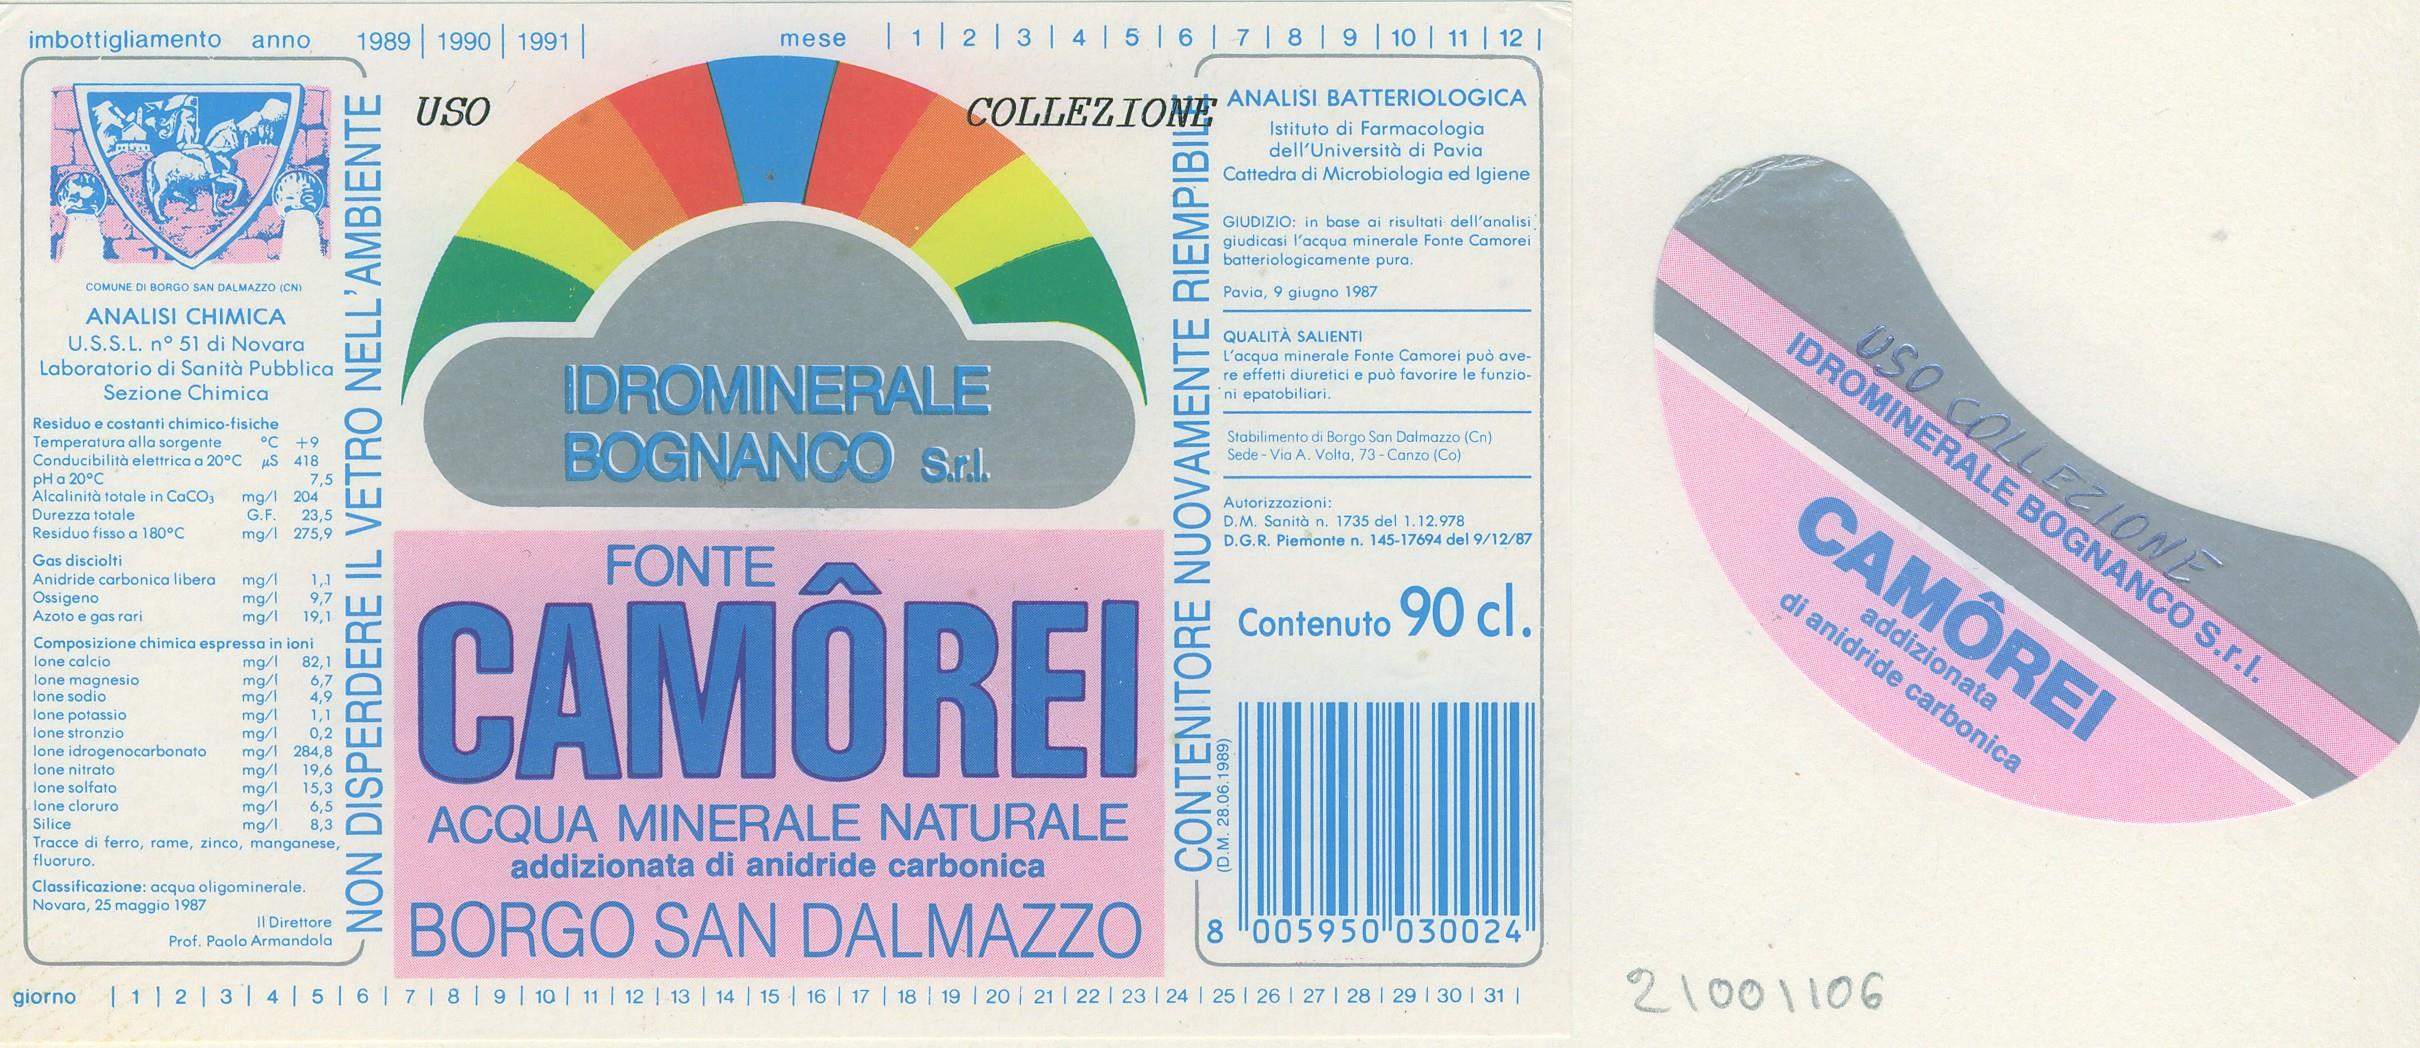 imbottigliamento anno 1989 | 1990 | 1991 |
mese | 1 | 2 | 3 | 4 | 5 | 6 | 7 | 8 | 9 | 10 | 11 | 12 |
COMUNE DI BORGO SAN DALMAZZO (CN)
ANALISI CHIMICA
U.S.S.L. n° 51 di Novara
Laboratorio di Sanità Pubblica
Sezione Chimica
Residuo e costanti chimico-fisiche
Temperatura alla sorgente °C +9
Conducibilità elettrica a 20°C µS 418
pH a 20°C 7,5
Alcalinità totale in CaCO₃ mg/l 204
Durezza totale G.F. 23,5
Residuo fisso a 180°C mg/l 275,9
Gas disciolti
Anidride carbonica libera mg/l 1,1
Ossigeno mg/l 9,7
Azoto e gas rari mg/l 19,1
Composizione chimica espressa in ioni
Ione calcio mg/l 82,1
Ione magnesio mg/l 6,7
Ione sodio mg/l 4,9
Ione potassio mg/l 1,1
Ione stronzio mg/l 0,2
Ione idrogenocarbonato mg/l 284,8
Ione nitrato mg/l 19,6
Ione solfato mg/l 15,3
Ione cloruro mg/l 6,5
Silice mg/l 8,3
Tracce di ferro, rame, zinco, manganese,
fluoruro.
Classificazione: acqua oligominerale.
Novara, 25 maggio 1987
Il Direttore
Prof. Paolo Armandola
NON DISPERDERE IL VETRO NELL'AMBIENTE
USO COLLEZIONE
IDROMINERALE
BOGNANCO S.r.l.
FONTE
CAMÔREI
ACQUA MINERALE NATURALE
addizionata di anidride carbonica
BORGO SAN DALMAZZO
CONTENITORE NUOVAMENTE RIEMPIBILE
(D.M. 28.06.1989)
ANALISI BATTERIOLOGICA
Istituto di Farmacologia
dell'Università di Pavia
Cattedra di Microbiologia ed Igiene
GIUDIZIO: in base ai risultati dell'analisi
giudicasi l'acqua minerale Fonte Camorei
batteriologicamente pura.
Pavia, 9 giugno 1987
QUALITÀ SALIENTI
L'acqua minerale Fonte Camorei può ave-
re effetti diuretici e può favorire le funzio-
ni epatobiliari.
Stabilimento di Borgo San Dalmazzo (Cn)
Sede - Via A. Volta, 73 - Canzo (Co)
Autorizzazioni:
D.M. Sanità n. 1735 del 1.12.978
D.G.R. Piemonte n. 145-17694 del 9/12/87
Contenuto 90 cl.
8 005950 030024
giorno | 1 | 2 | 3 | 4 | 5 | 6 | 7 | 8 | 9 | 10 | 11 | 12 | 13 | 14 | 15 | 16 | 17 | 18 | 19 | 20 | 21 | 22 | 23 | 24 | 25 | 26 | 27 | 28 | 29 | 30 | 31 |
USO COLLEZIONE
IDROMINERALE BOGNANCO S.r.l.
CAMÔREI
addizionata
di anidride carbonica
21001106